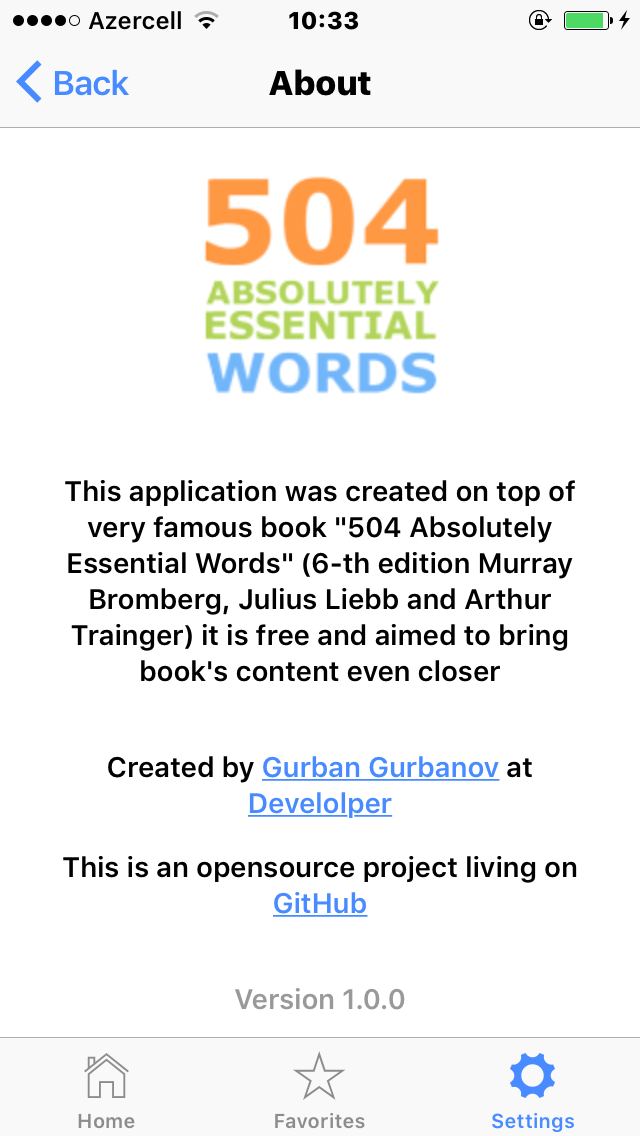 Azercell 10:33
Back About
504
ABSOLUTELY
ESSENTIAL
WORDS
This application was created on top of
very famous book "504 Absolutely
Essential Words" (6-th edition Murray
Bromberg, Julius Liebb and Arthur
Trainger) it is free and aimed to bring
book's content even closer
Created by Gurban Gurbanov at
Develolper
This is an opensource project living on
GitHub
Version 1.0.0
Home Favorites Settings